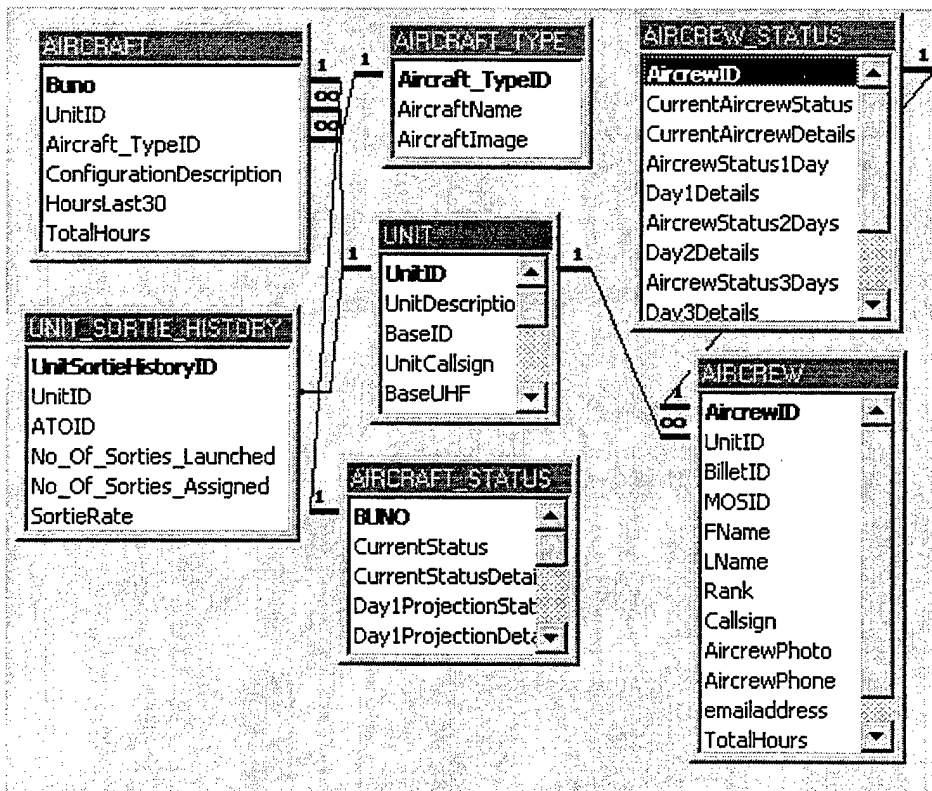 AIRCRAFT
Buno
UnitID
Aircraft_TypeID
ConfigurationDescription
HoursLast30
TotalHours
1
∞
∞
AIRCRAFT_TYPE
Aircraft_TypeID
AircraftName
AircraftImage
1
AIRCREW_STATUS
AircrewID
CurrentAircrewStatus
CurrentAircrewDetails
AircrewStatus1Day
Day1Details
AircrewStatus2Days
Day2Details
AircrewStatus3Days
Day3Details
1
UNIT
UnitID
UnitDescriptio
BaseID
UnitCallsign
BaseUHF
1
1
UNIT_SORTIE_HISTORY
UnitSortieHistoryID
UnitID
ATOID
No_Of_Sorties_Launched
No_Of_Sorties_Assigned
SortieRate
AIRCRAFT_STATUS
BUNO
CurrentStatus
CurrentStatusDetai
Day1ProjectionStat
Day1ProjectionDeta
1
AIRCREW
AircrewID
UnitID
BilletID
MOSID
FName
LName
Rank
Callsign
AircrewPhoto
AircrewPhone
emailaddress
TotalHours
1
∞